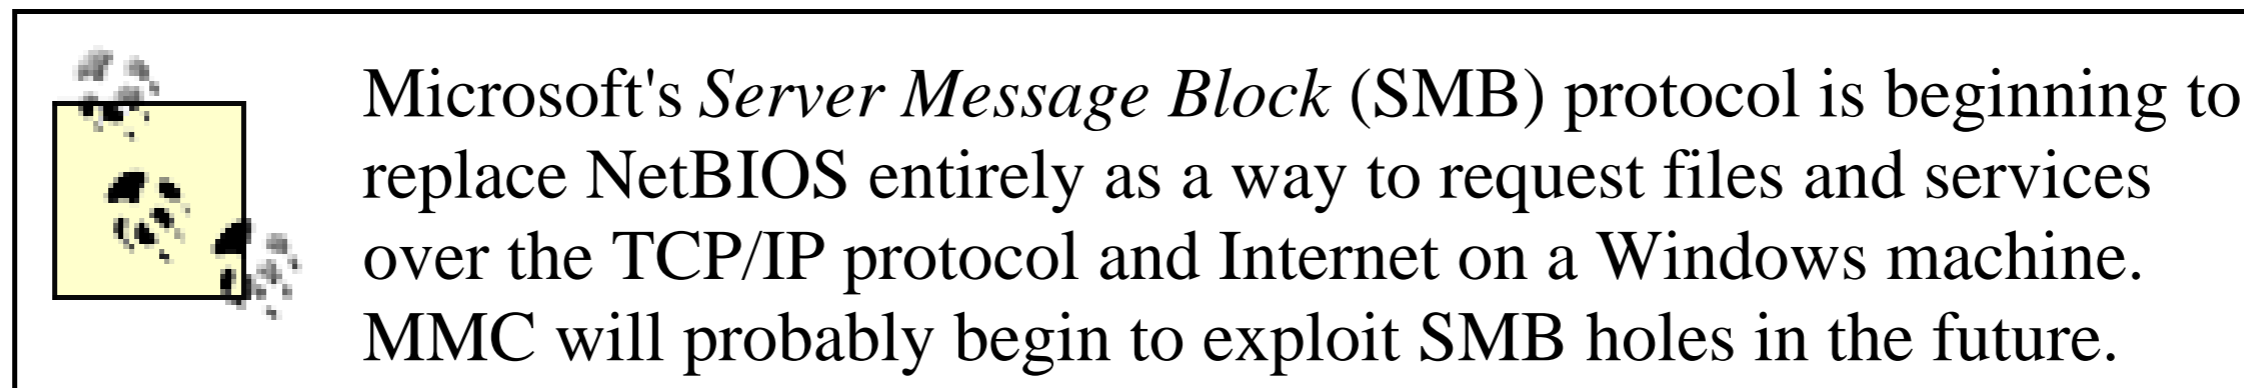 Microsoft's Server Message Block (SMB) protocol is beginning to
replace NetBIOS entirely as a way to request files and services
over the TCP/IP protocol and Internet on a Windows machine.
MMC will probably begin to exploit SMB holes in the future.